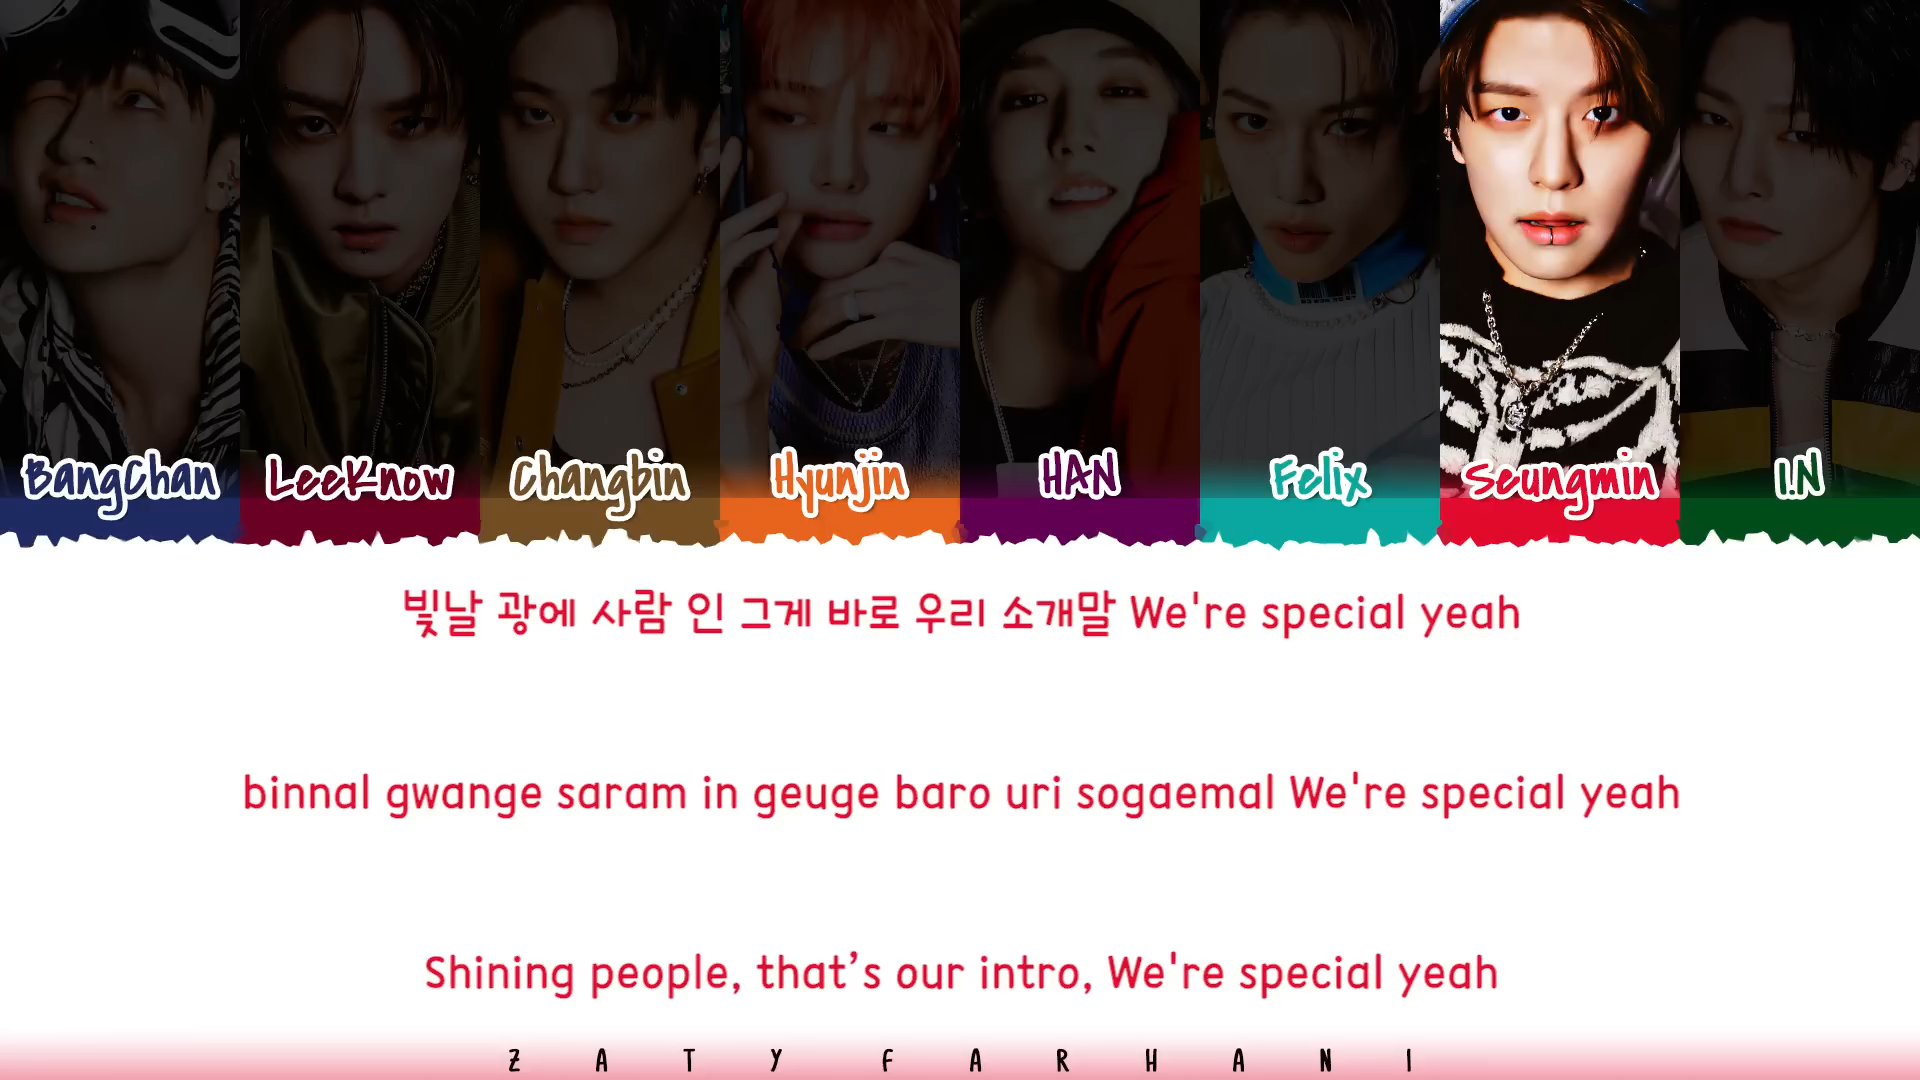 BangChan LeeKnow Changbin Hyunjin HAN Felix Seungmin I.N
빛날 광에 사람 인 그게 바로 우리 소개말 We're special yeah
binnal gwange saram in geuge baro uri sogaemal We're special yeah
Shining people, that’s our intro, We're special yeah
ZATY FARHANI